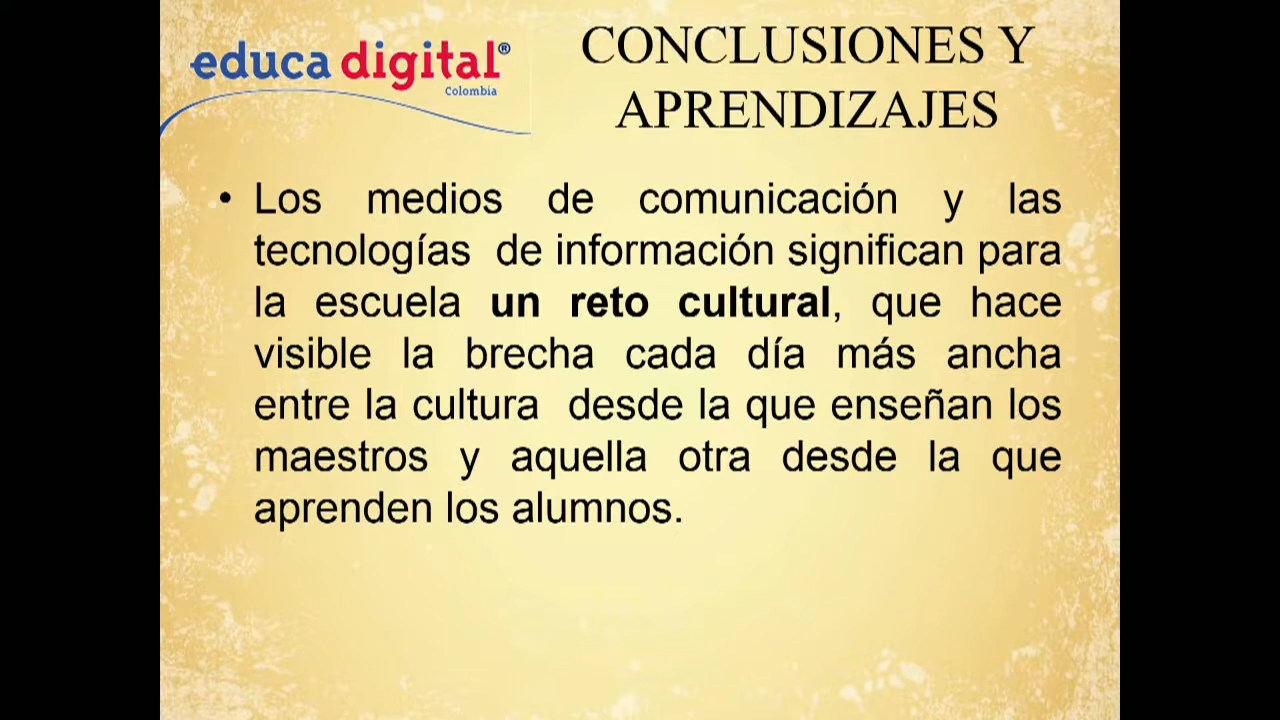 educa digital®
Colombia
CONCLUSIONES Y
APRENDIZAJES
• Los medios de comunicación y las
tecnologías de información significan para
la escuela un reto cultural, que hace
visible la brecha cada día más ancha
entre la cultura desde la que enseñan los
maestros y aquella otra desde la que
aprenden los alumnos.